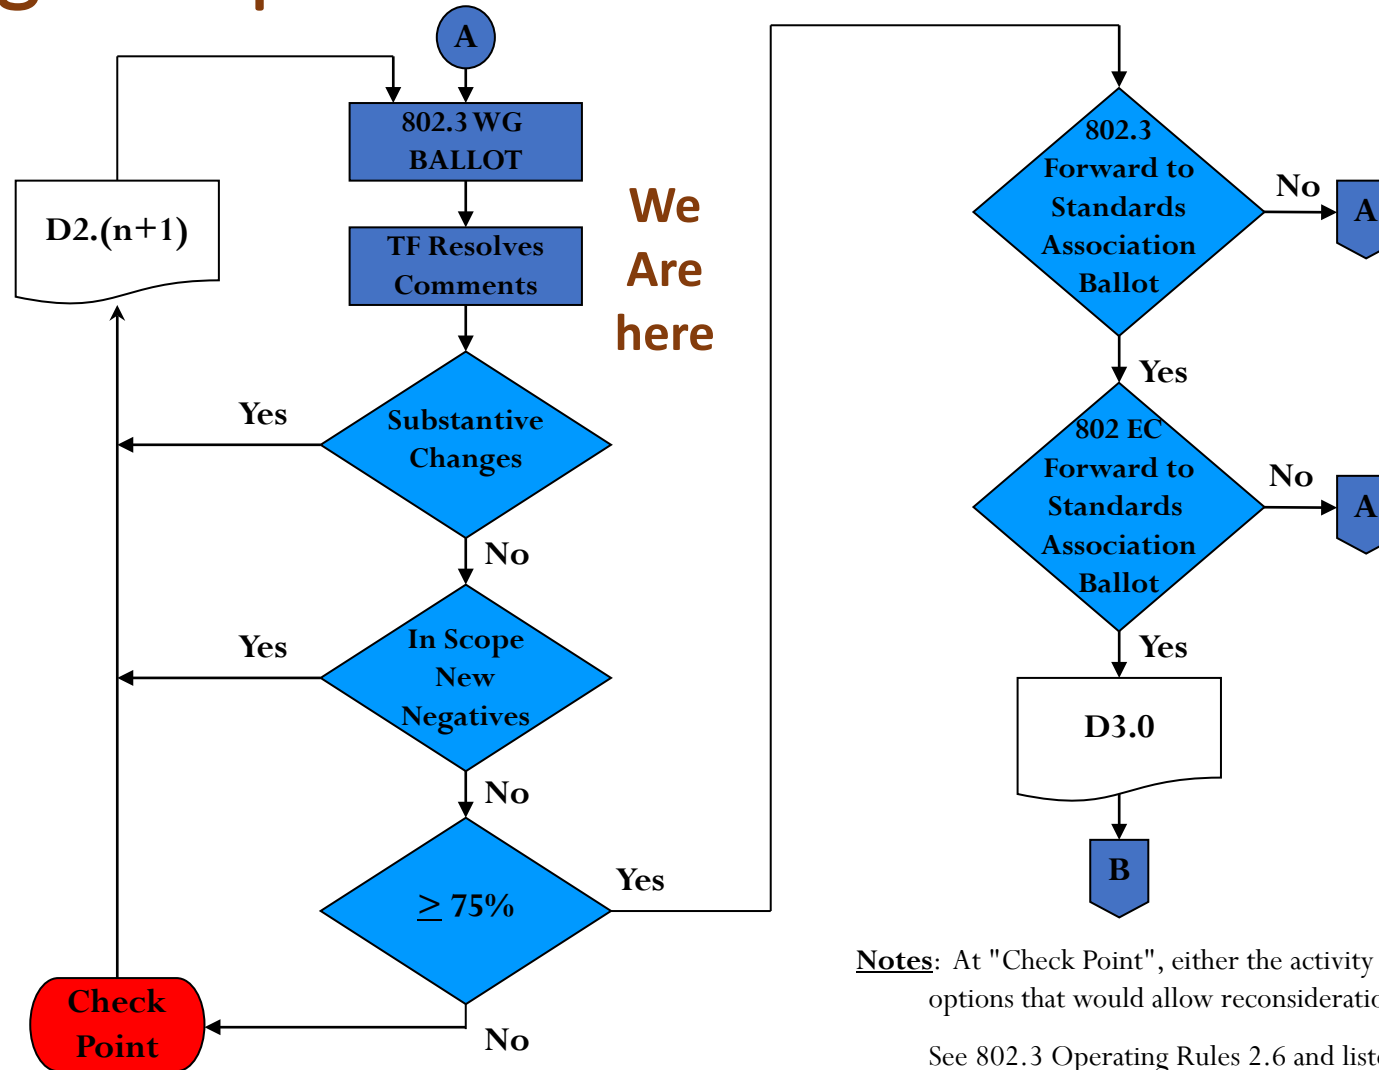 A
802.3 WG
BALLOT
D2.(n+1)
TF Resolves
Comments
We
Are
here
Substantive
Changes
Yes
No
In Scope
New
Negatives
Yes
No
≥ 75%
Yes
No
Check
Point
802.3
Forward to
Standards
Association
Ballot
No
A
Yes
802 EC
Forward to
Standards
Association
Ballot
No
A
Yes
D3.0
B
Notes: At "Check Point", either the activity
options that would allow
See 802.3 Operating Rules 2.6 and